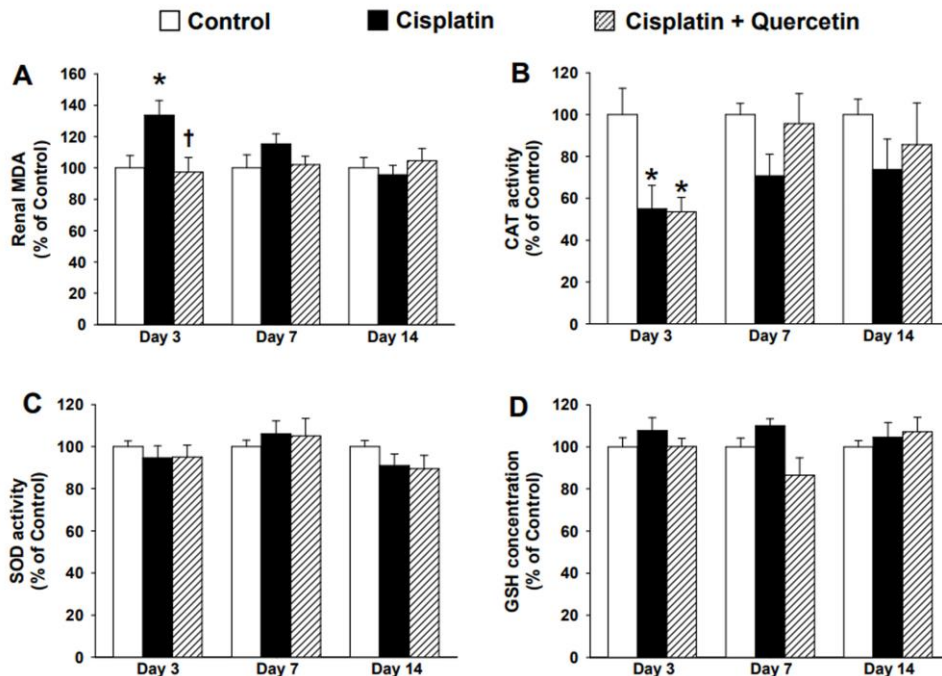 Control Cisplatin Cisplatin + Quercetin
A
*
†
Renal MDA
(% of Control)
160
140
120
100
80
60
40
20
0
Day 3 Day 7 Day 14
B
* *
CAT activity
(% of Control)
120
100
80
60
40
20
0
Day 3 Day 7 Day 14
C
SOD activity
(% of Control)
120
100
80
60
40
20
0
Day 3 Day 7 Day 14
D
GSH concentration
(% of Control)
120
100
80
60
40
20
0
Day 3 Day 7 Day 14